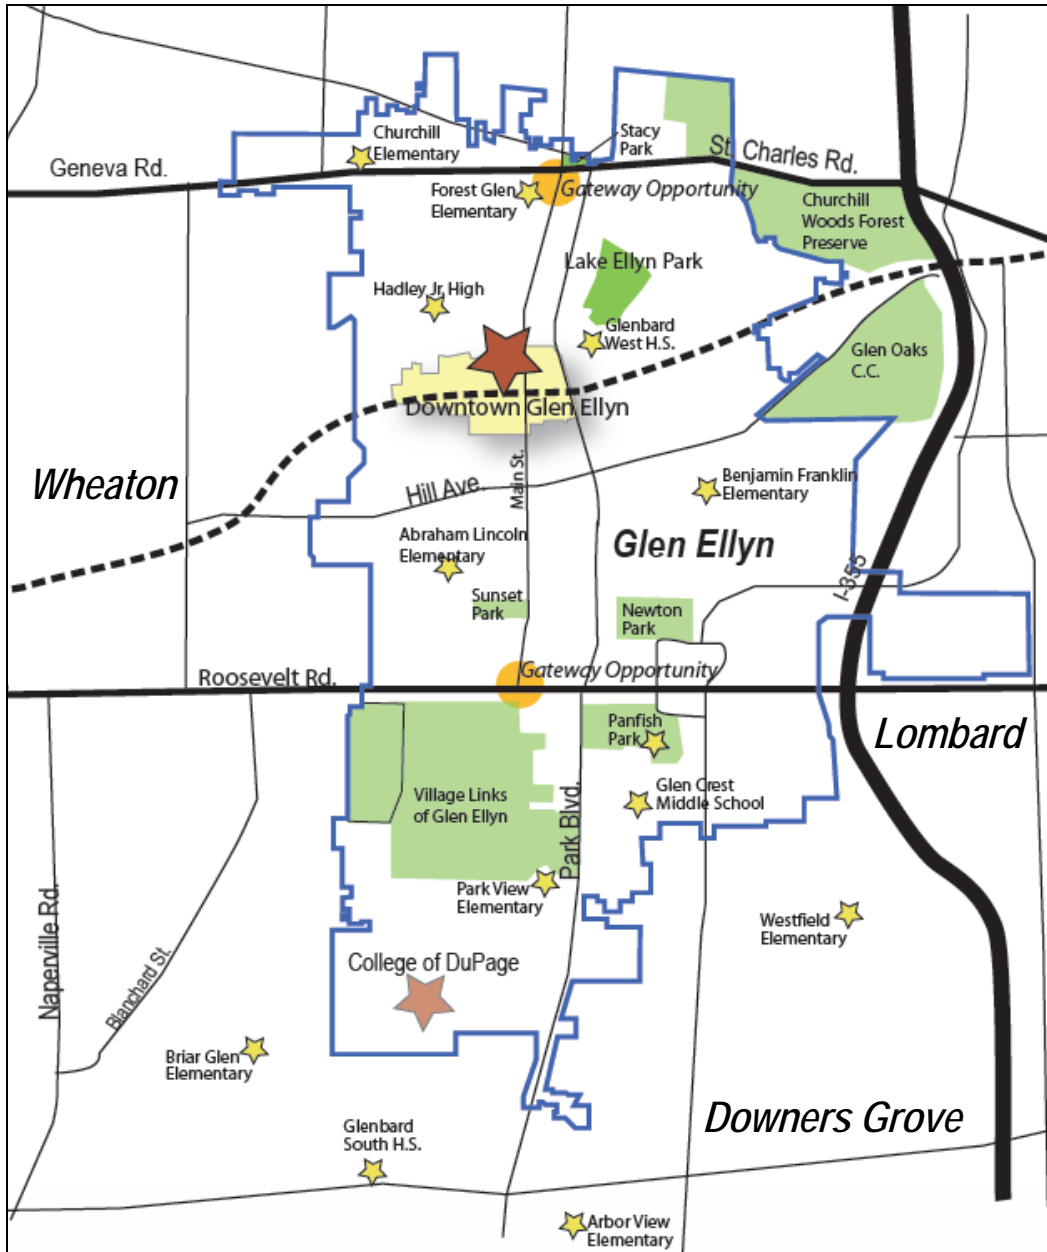 Churchill
Elementary
Stacy
Park
St. Charles Rd.
Geneva Rd.
Forest Glen
Elementary
Gateway Opportunity
Churchill
Woods Forest
Preserve
Lake Ellyn Park
Hadley Jr. High
Glenbard
West H.S.
Glen Oaks
C.C.
Downtown Glen Ellyn
Wheaton
Hill Ave.
Main St.
Benjamin Franklin
Elementary
Abraham Lincoln
Elementary
Glen Ellyn
I-355
Sunset
Park
Newton
Park
Gateway Opportunity
Roosevelt Rd.
Panfish
Park
Lombard
Village Links
of Glen Ellyn
Glen Crest
Middle School
Park Blvd.
Park View
Elementary
Westfield
Elementary
Naperville Rd.
Blanchard St.
College of DuPage
Briar Glen
Elementary
Downers Grove
Glenbard
South H.S.
Arbor View
Elementary